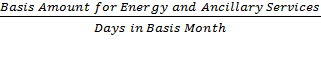 Basis Amount for Energy and Ancillary Services
Days in Basis Month